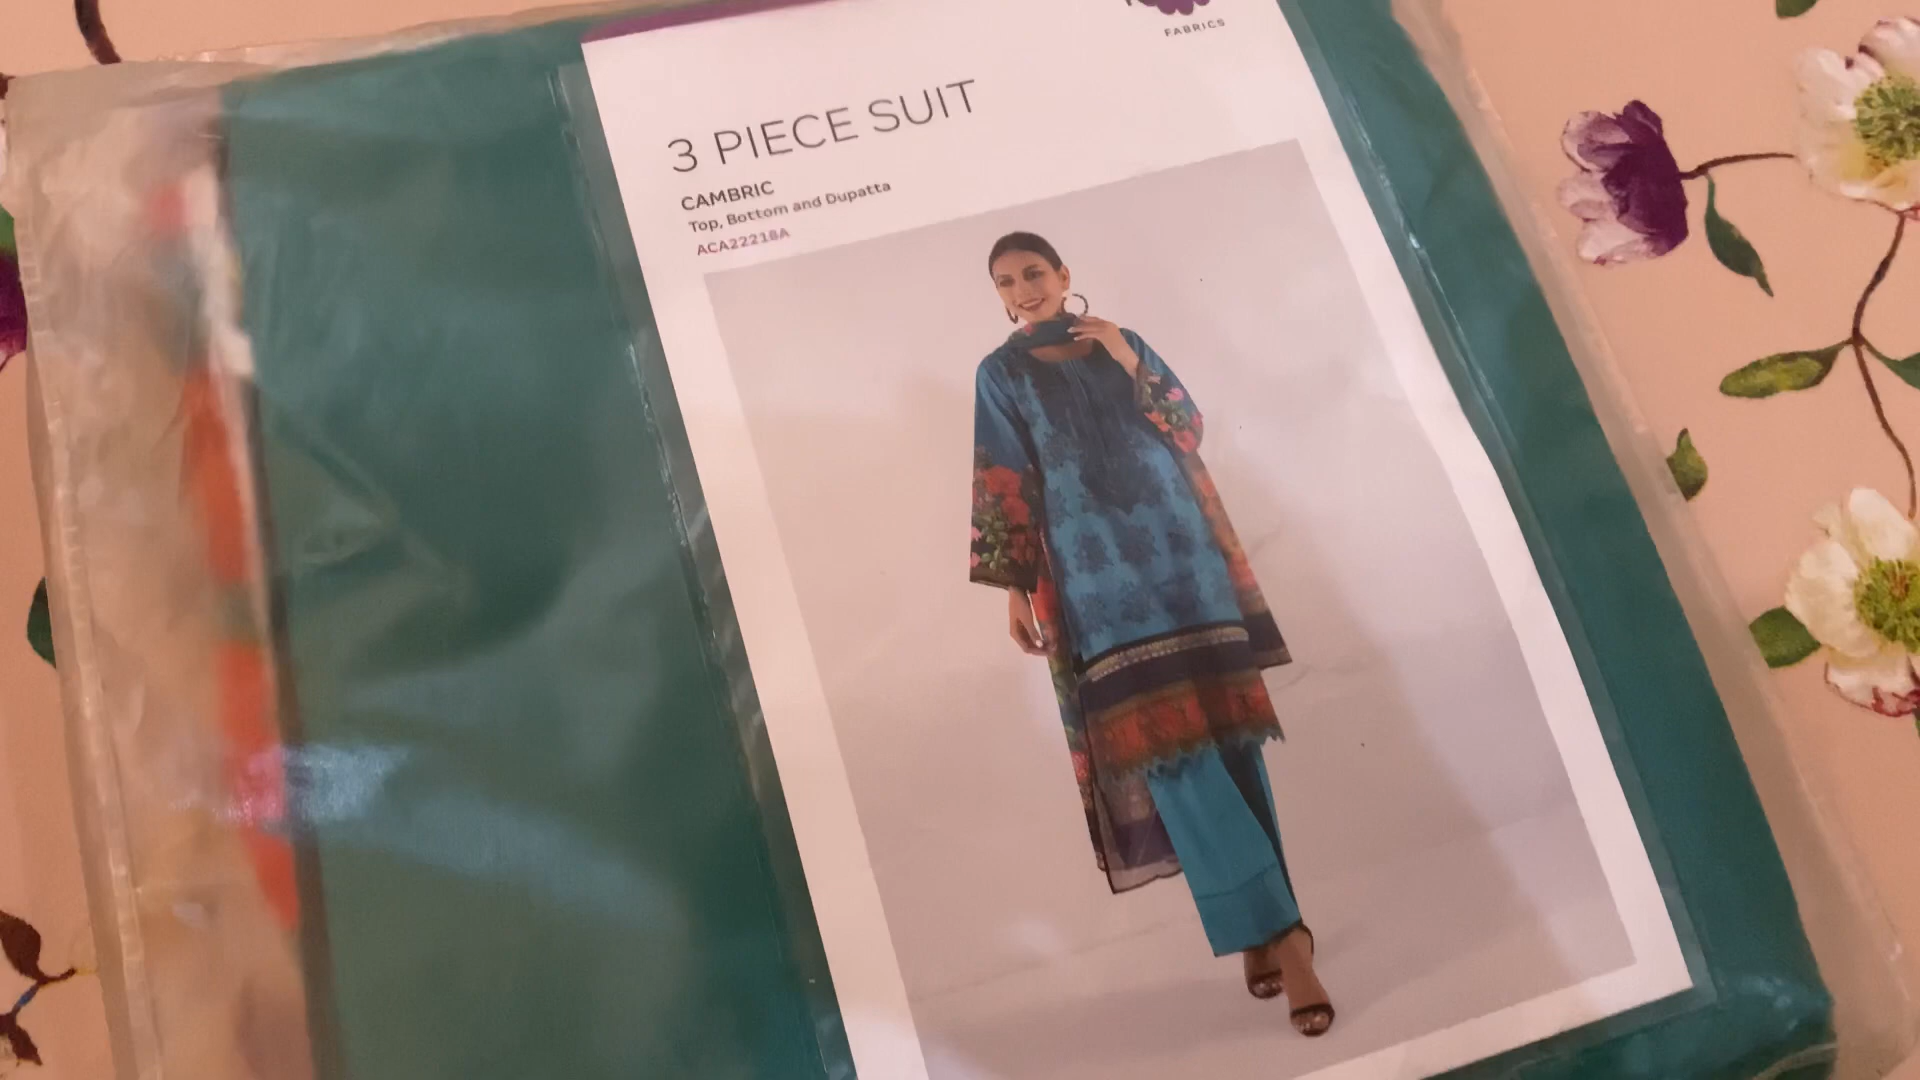 FABRICS
3 PIECE SUIT
CAMBRIC
Top, Bottom and Dupatta
ACA22218A